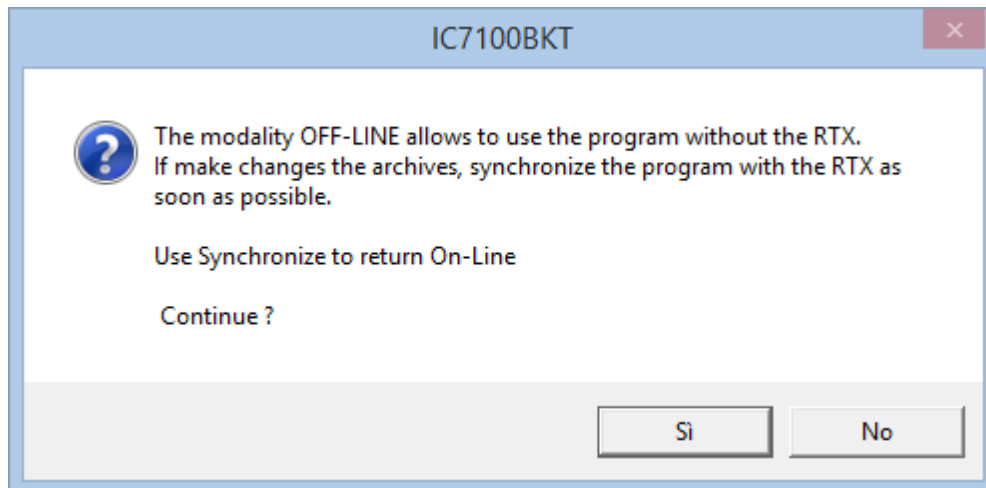 IC7100BKT
The modality OFF-LINE allows to use the program without the RTX.
If make changes the archives, synchronize the program with the RTX as
soon as possible.
Use Synchronize to return On-Line
Continue ?
Sì
No